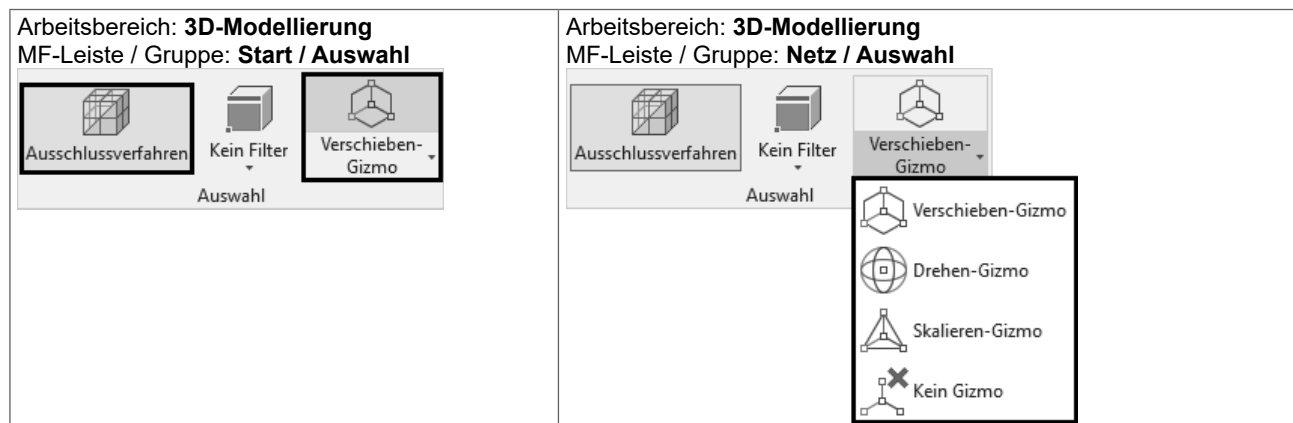 Arbeitsbereich: 3D-Modellierung
MF-Leiste / Gruppe: Start / Auswahl
Ausschlussverfahren
Kein Filter
Verschieben-
Gizmo
Auswahl
Arbeitsbereich: 3D-Modellierung
MF-Leiste / Gruppe: Netz / Auswahl
Ausschlussverfahren
Kein Filter
Verschieben-
Gizmo
Auswahl
Verschieben-Gizmo
Drehen-Gizmo
Skalieren-Gizmo
Kein Gizmo